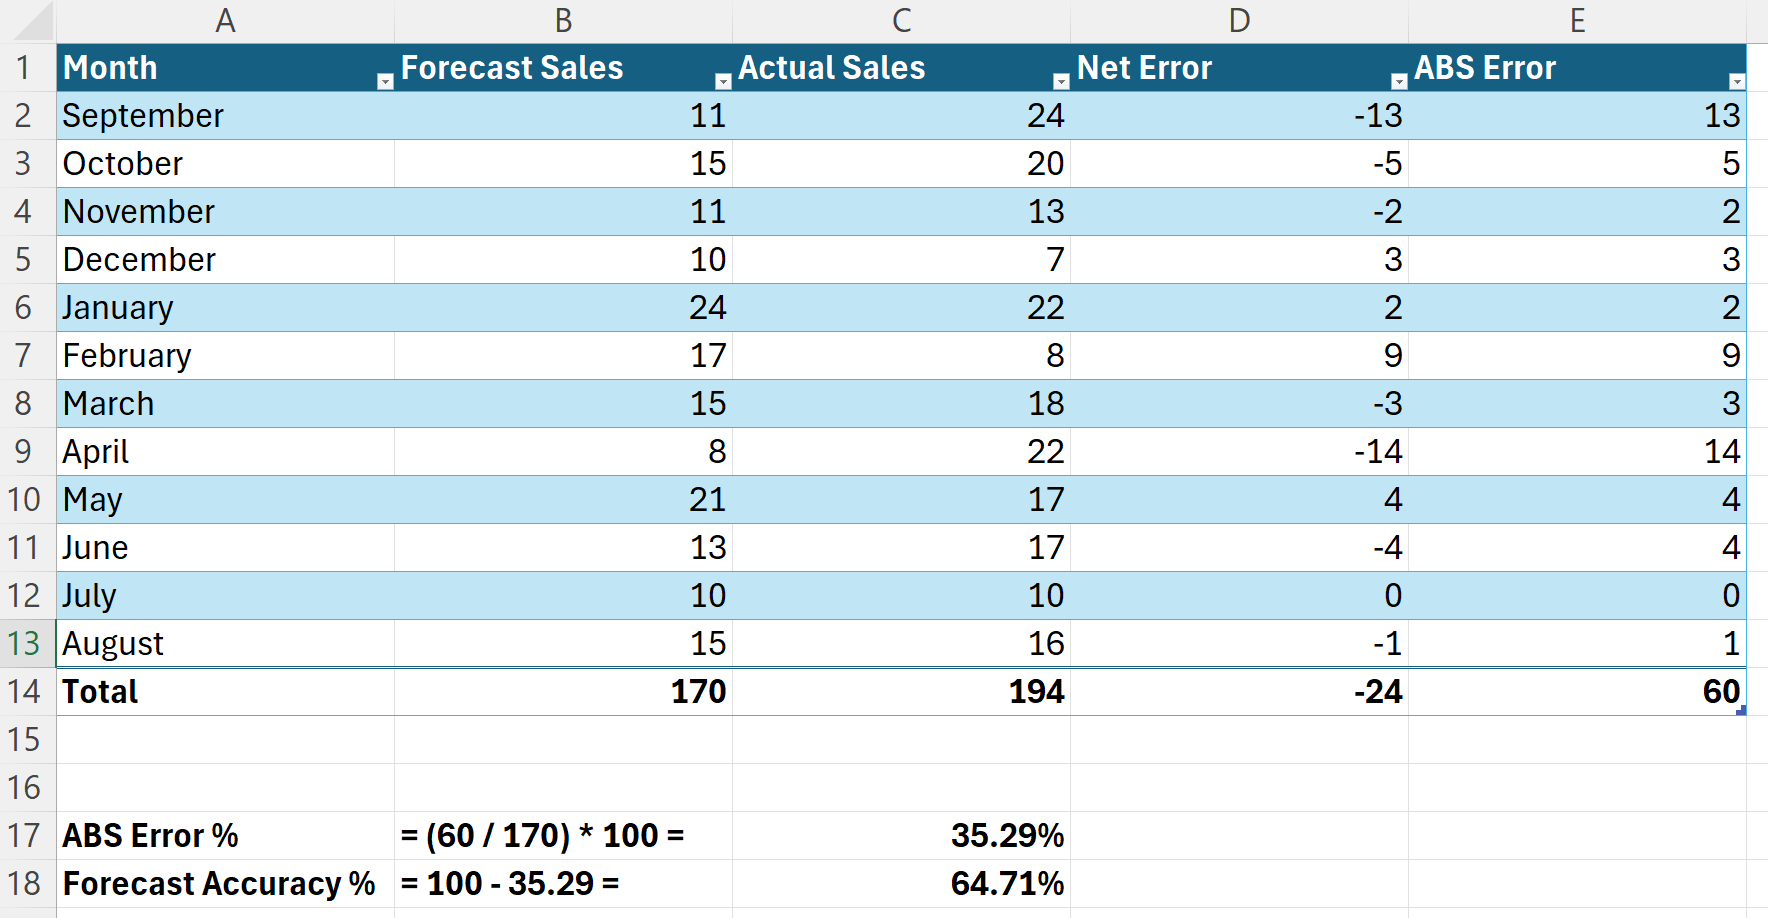 A B C D E
1 Month Forecast Sales Actual Sales Net Error ABS Error
2 September 11 24 -13 13
3 October 15 20 -5 5
4 November 11 13 -2 2
5 December 10 7 3 3
6 January 24 22 2 2
7 February 17 8 9 9
8 March 15 18 -3 3
9 April 8 22 -14 14
10 May 21 17 4 4
11 June 13 17 -4 4
12 July 10 10 0 0
13 August 15 16 -1 1
14 Total 170 194 -24 60
15
16
17 ABS Error % = (60 / 170) * 100 = 35.29%
18 Forecast Accuracy % = 100 - 35.29 = 64.71%